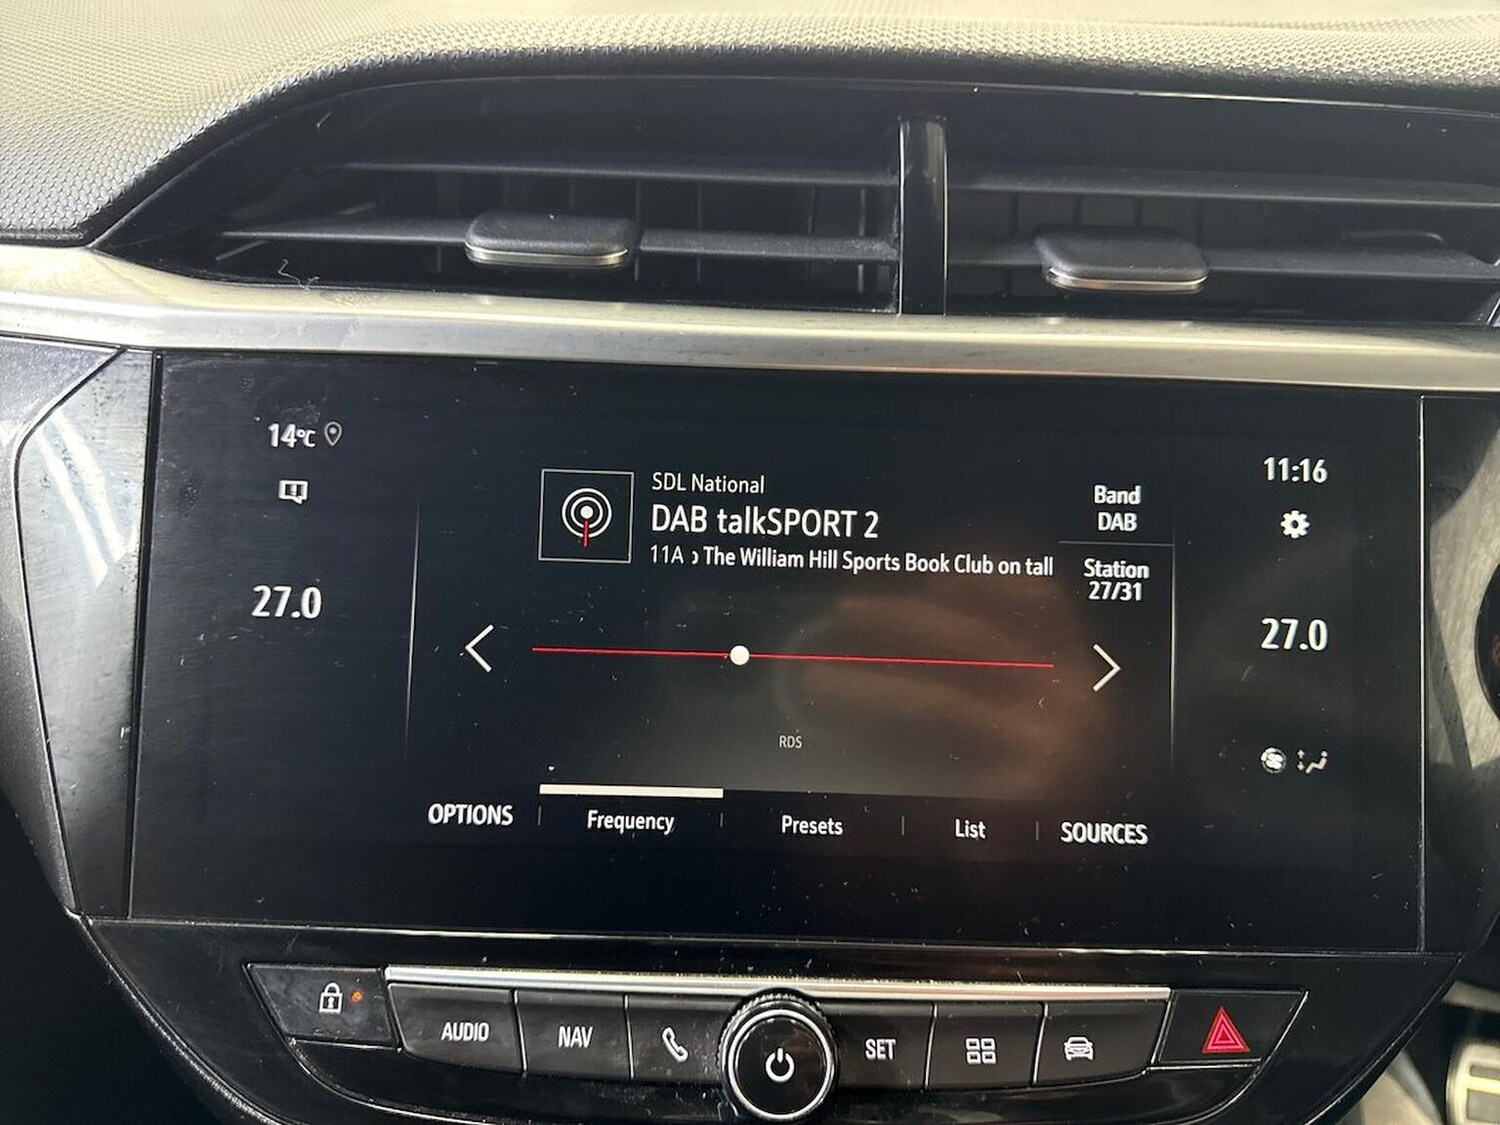 14°C
11:16
SDL National
DAB talkSPORT 2
11A The William Hill Sports Book Club on tall
Band
DAB
Station
27/31
27.0
27.0
RDS
OPTIONS
Frequency
Presets
List
SOURCES
AUDIO
NAV
SET